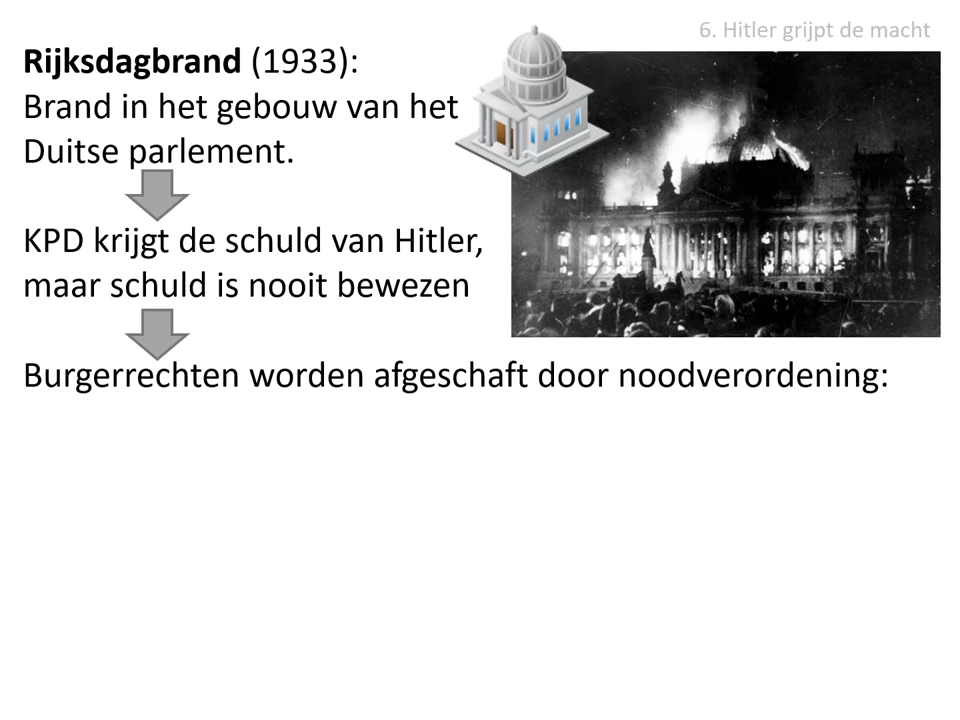 6. Hitler grijpt de macht
Rijksdagbrand (1933):
Brand in het gebouw van het
Duitse parlement.
KPD krijgt de schuld van Hitler,
maar schuld is nooit bewezen
Burgerrechten worden afgeschaft door noodverordening: